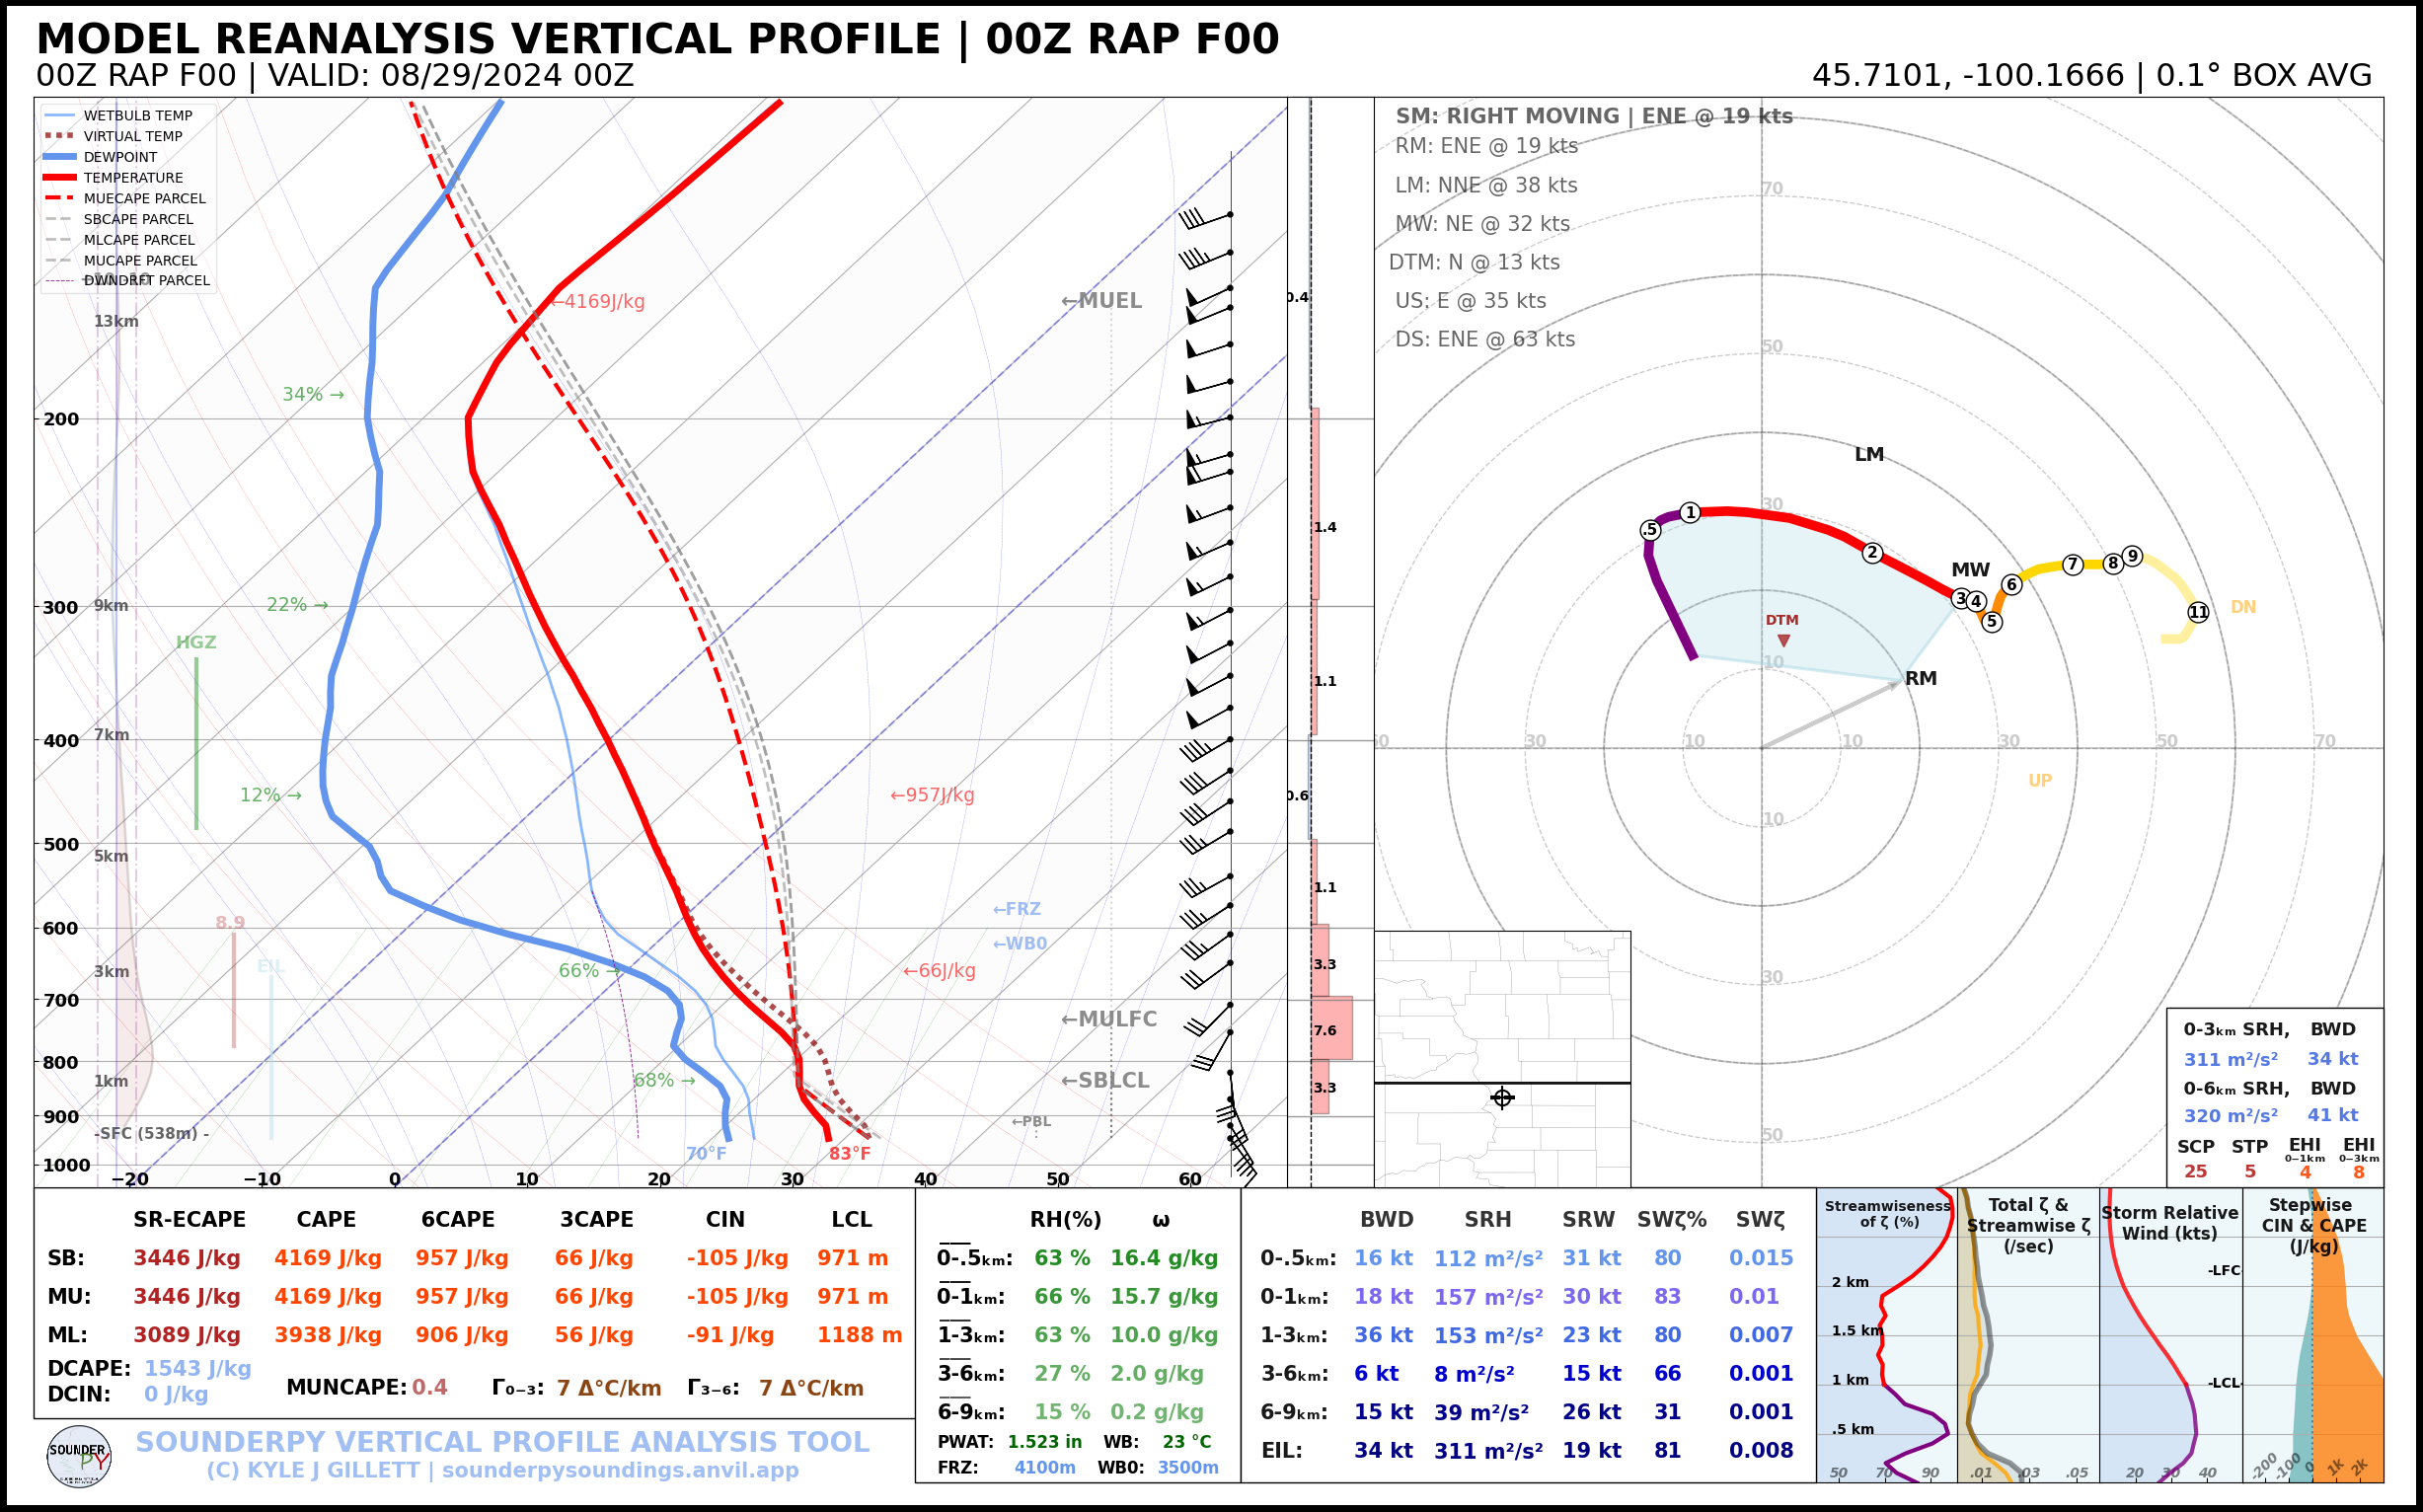 MODEL REANALYSIS VERTICAL PROFILE | 00Z RAP F00
00Z RAP F00 | VALID: 08/29/2024 00Z
45.7101, -100.1666 | 0.1° BOX AVG
WETBULB TEMP
VIRTUAL TEMP
DEWPOINT
TEMPERATURE
MUECAPE PARCEL
SBCAPE PARCEL
MLCAPE PARCEL
MUCAPE PARCEL
DWNDRFT PARCEL
13km
←4169J/kg
←MUEL
34% →
200
300
9km
22% →
HGZ
400
7km
12% →
←957J/kg
500
5km
8.9
←FRZ
600
←WB0
EIL
3km
66% →
←66J/kg
700
←MULFC
800
1km
68% →
←SBLCL
900
←PBL
-SFC (538m) -
70°F
83°F
1000
−20 −10 0 10 20 30 40 50 60
0.4
1.4
1.1
0.6
1.1
3.3
7.6
3.3
SM: RIGHT MOVING | ENE @ 19 kts
RM: ENE @ 19 kts
LM: NNE @ 38 kts
MW: NE @ 32 kts
DTM: N @ 13 kts
US: E @ 35 kts
DS: ENE @ 63 kts
70
50
LM
30
.5 1 2 3 4 5 6 7 8 9 11
MW
DN
DTM
10
RM
30 10 10 30 50 70
UP
10
30
50
0-3km SRH, BWD
311 m²/s² 34 kt
0-6km SRH, BWD
320 m²/s² 41 kt
SCP STP EHI EHI
0−1km 0−3km
25 5 4 8
SR-ECAPE CAPE 6CAPE 3CAPE CIN LCL
SB: 3446 J/kg 4169 J/kg 957 J/kg 66 J/kg -105 J/kg 971 m
MU: 3446 J/kg 4169 J/kg 957 J/kg 66 J/kg -105 J/kg 971 m
ML: 3089 J/kg 3938 J/kg 906 J/kg 56 J/kg -91 J/kg 1188 m
DCAPE: 1543 J/kg
DCIN: 0 J/kg
MUNCAPE: 0.4 Γ₀₋₃: 7 Δ°C/km Γ₃₋₆: 7 Δ°C/km
SOUNDER
PY
SOUNDERPY VERTICAL PROFILE ANALYSIS TOOL
(C) KYLE J GILLETT | sounderpysoundings.anvil.app
RH(%) ω
0-.5km: 63 % 16.4 g/kg
0-1km: 66 % 15.7 g/kg
1-3km: 63 % 10.0 g/kg
3-6km: 27 % 2.0 g/kg
6-9km: 15 % 0.2 g/kg
PWAT: 1.523 in WB: 23 °C
FRZ: 4100m WB0: 3500m
BWD SRH SRW SWζ% SWζ
0-.5km: 16 kt 112 m²/s² 31 kt 80 0.015
0-1km: 18 kt 157 m²/s² 30 kt 83 0.01
1-3km: 36 kt 153 m²/s² 23 kt 80 0.007
3-6km: 6 kt 8 m²/s² 15 kt 66 0.001
6-9km: 15 kt 39 m²/s² 26 kt 31 0.001
EIL: 34 kt 311 m²/s² 19 kt 81 0.008
Streamwiseness
of ζ (%)
2 km
1.5 km
1 km
.5 km
50 70 90
Total ζ &
Streamwise ζ
(/sec)
.01 .03 .05
Storm Relative
Wind (kts)
-LFC-
-LCL-
20 30 40
Stepwise
CIN & CAPE
(J/kg)
-200 -100 0 1k 2k